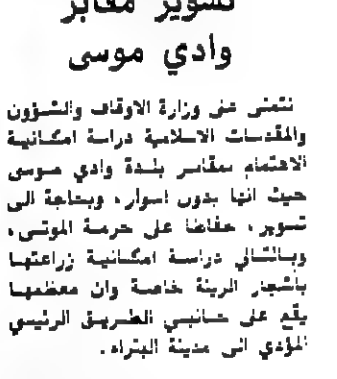 تسوير مقابر
وادي موسى
نتمنى على وزارة الاوقاف والشؤون
والمقدسات الاسلامية دراسة امكانية
الاهتمام بمقابر بلدة وادي موسى
حيث انها بدون اسوار، وبحاجة الى
تسوير، حفاظا على حرمة الموتى،
وبالتالي دراسة امكانية زراعتها
باشجار الزينة خاصة وان معظمها
يقع على جانبي الطريق الرئيسي
المؤدي الى مدينة البتراء.